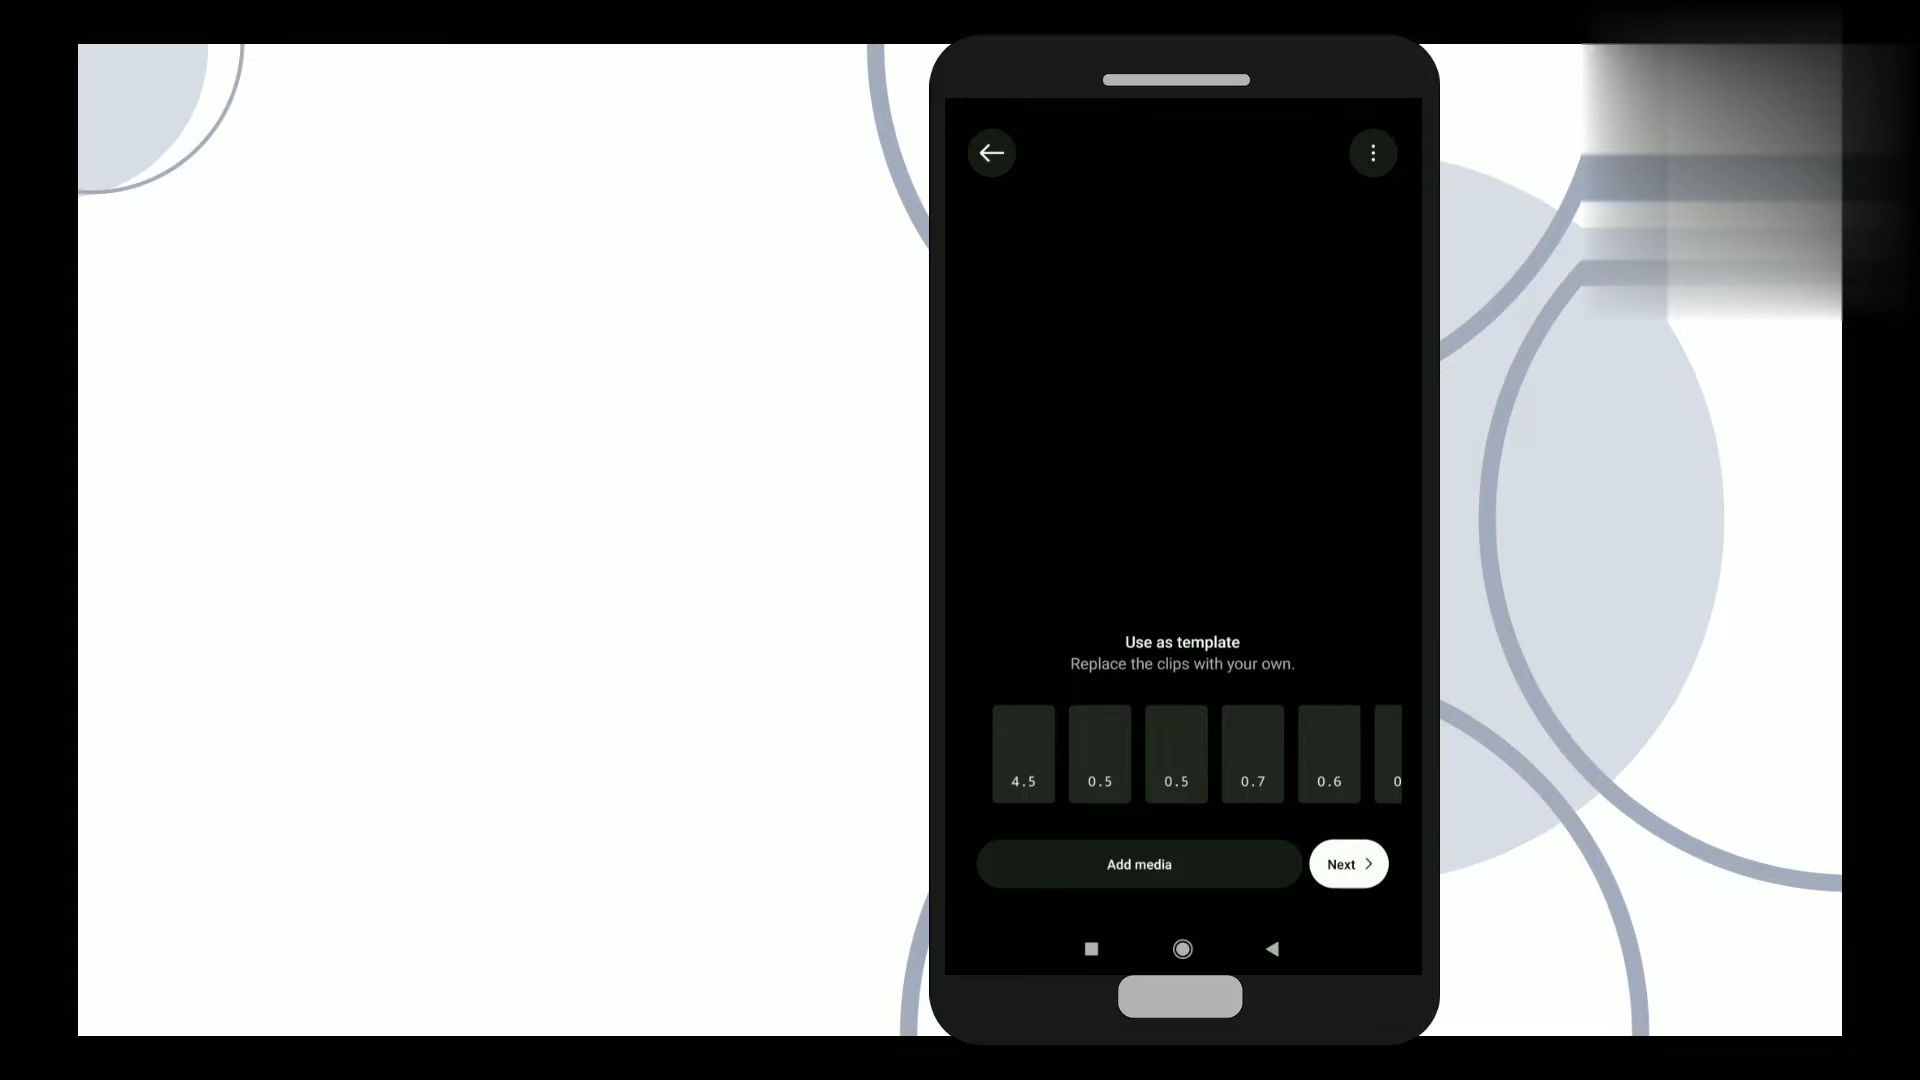 Use as template
Replace the clips with your own.
4.5 0.5 0.5 0.7 0.6 0
Add media Next